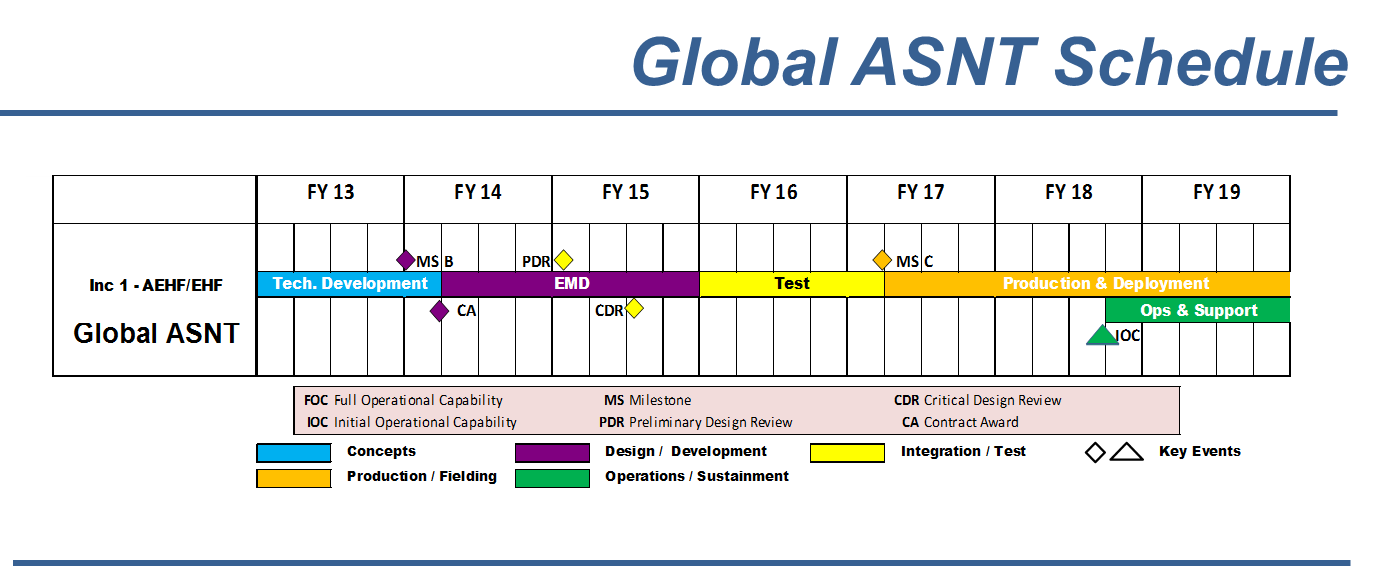 Global ASNT Schedule
FY 13 FY 14 FY 15 FY 16 FY 17 FY 18 FY 19
MS B PDR MS C
Inc 1 - AEHF/EHF
Tech. Development EMD Test Production & Deployment
CA CDR Ops & Support
Global ASNT
IOC
FOC Full Operational Capability MS Milestone CDR Critical Design Review
IOC Initial Operational Capability PDR Preliminary Design Review CA Contract Award
Concepts Design / Development Integration / Test Key Events
Production / Fielding Operations / Sustainment